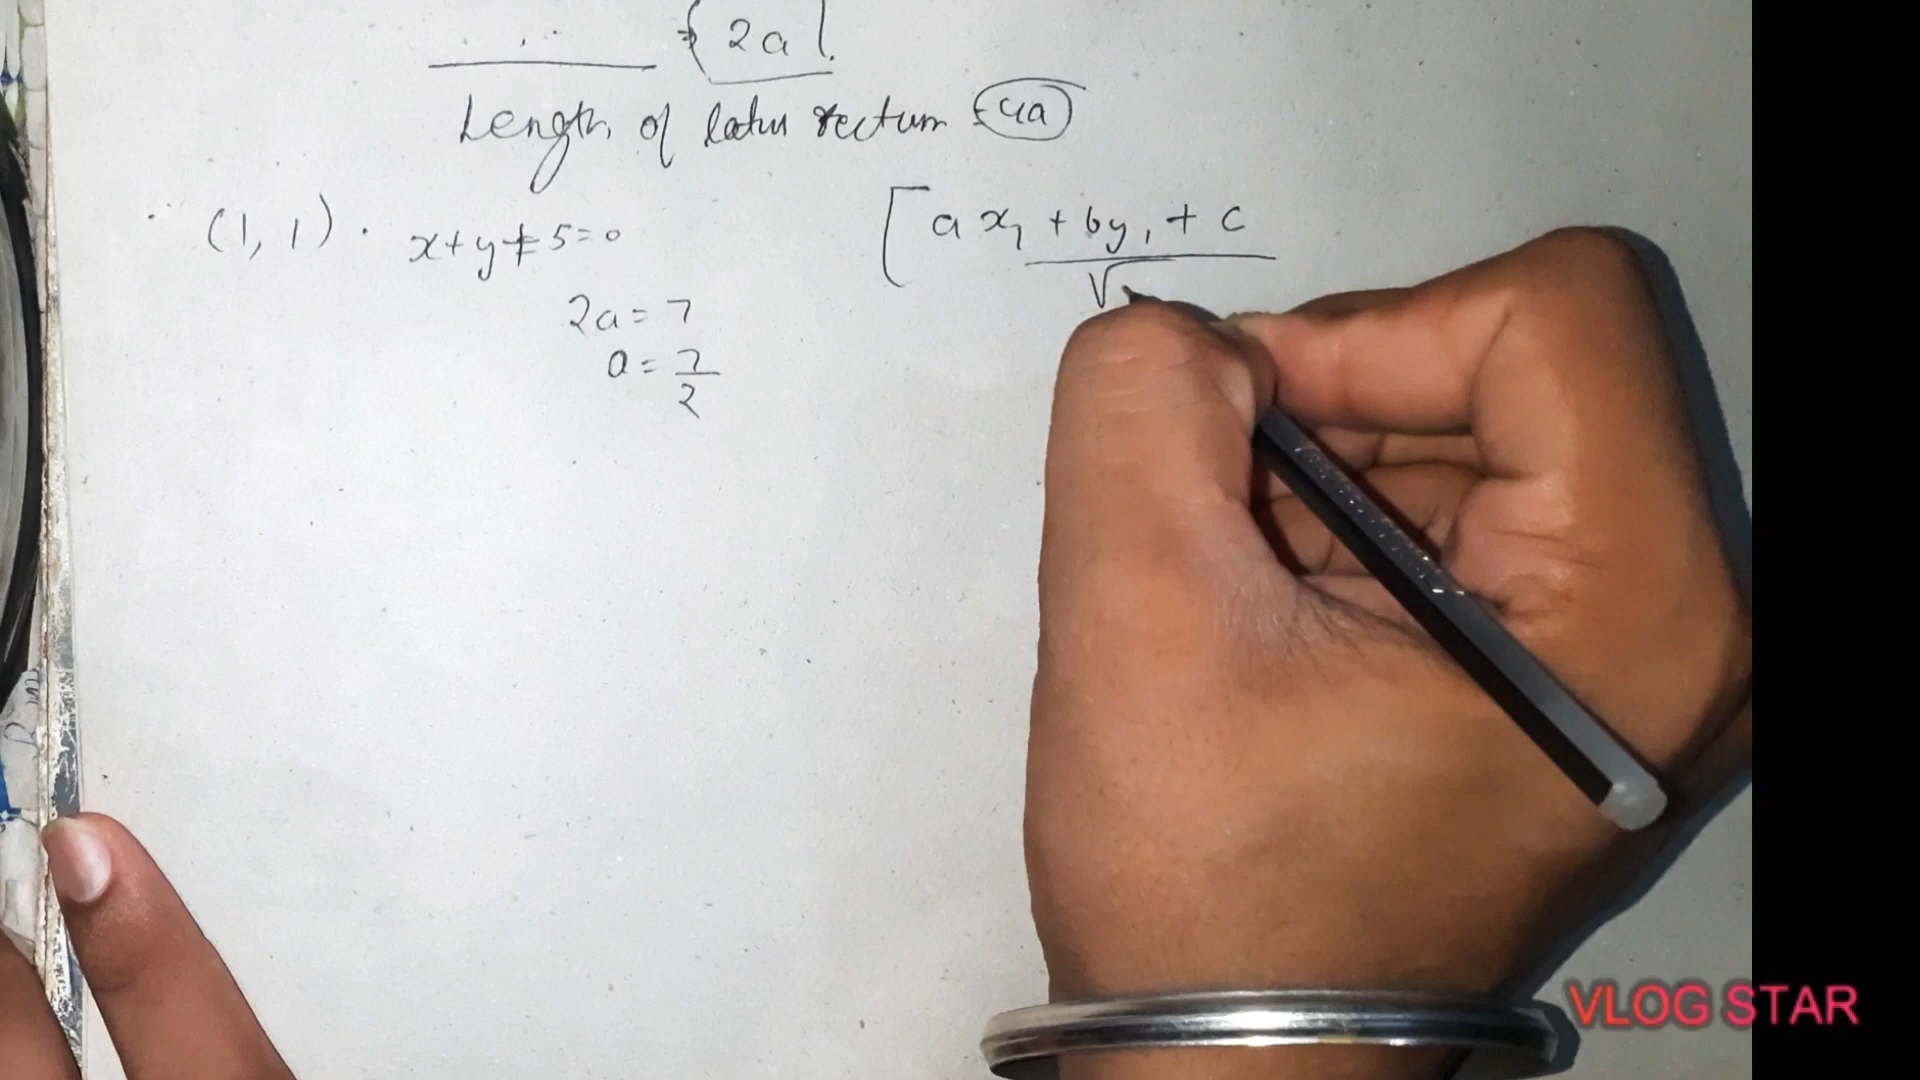 ⇒ 2a
Length of latus rectum = 4a
(1, 1). x+y+5=0
ax₁ + by₁ + c
√
2a = 7
a = 7/2
VLOG STAR